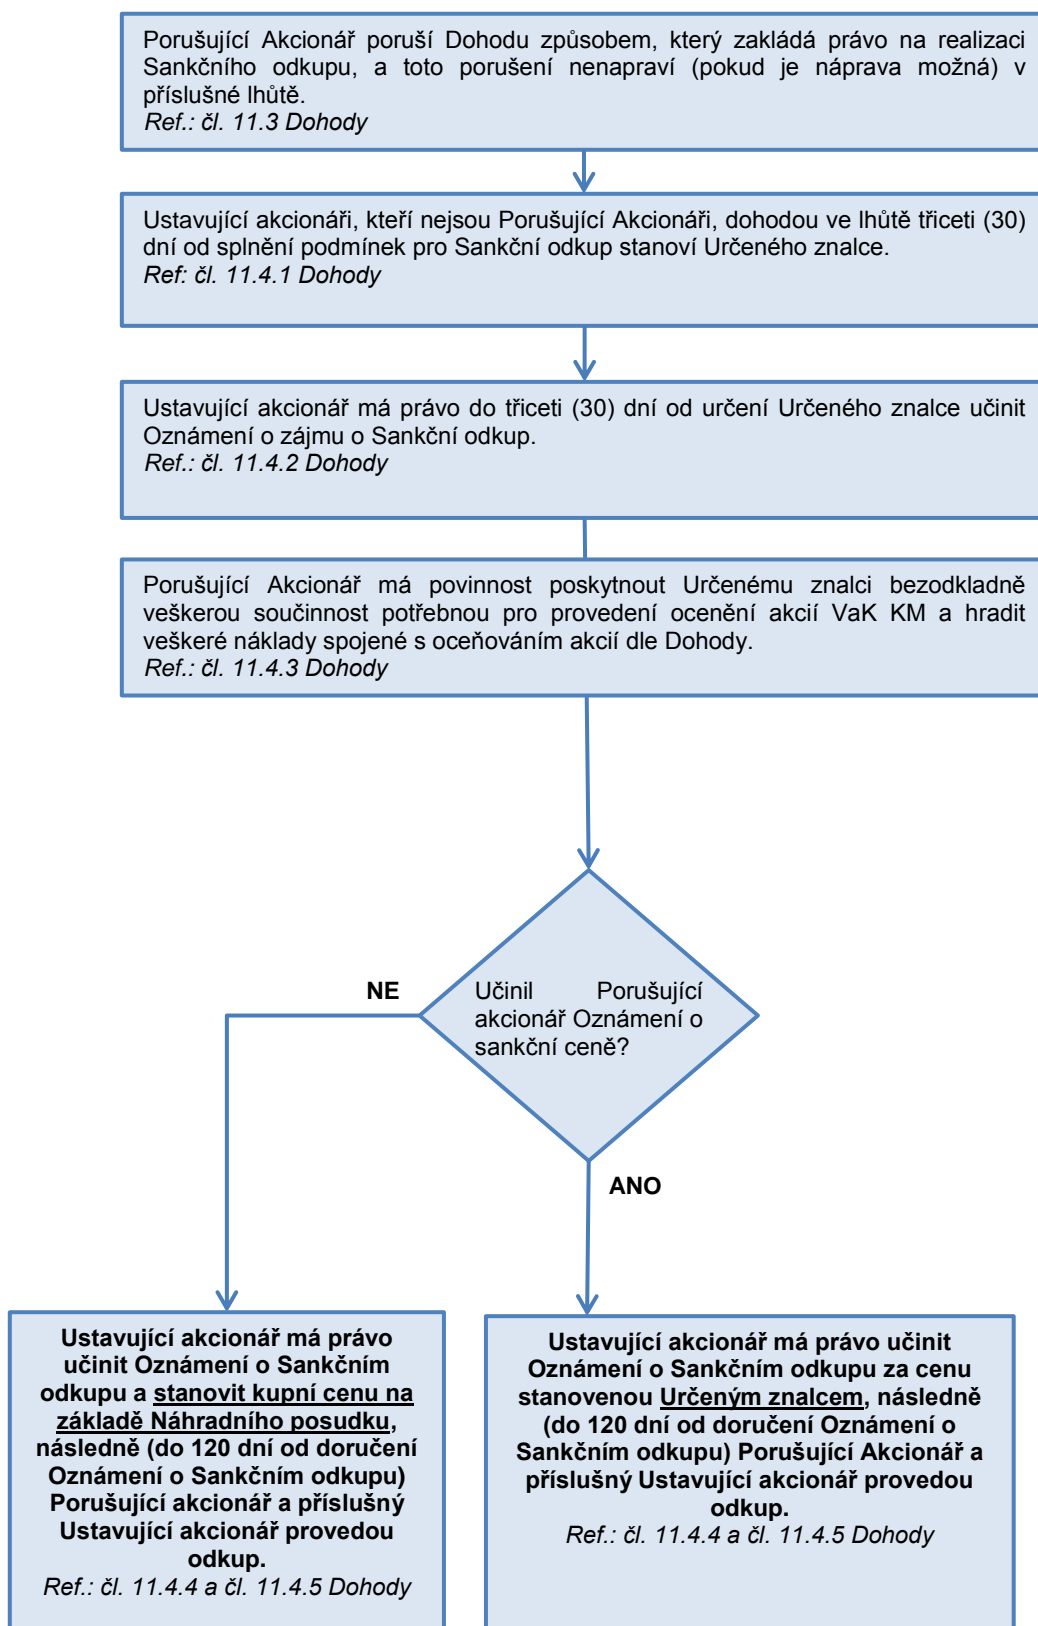 Porušující Akcionář poruší Dohodu způsobem, který zakládá právo na realizaci
Sankčního odkupu, a toto porušení nenapraví (pokud je náprava možná) v
příslušné lhůtě.
Ref.: čl. 11.3 Dohody
Ustavující akcionáři, kteří nejsou Porušující Akcionáři, dohodou ve lhůtě třiceti (30)
dní od splnění podmínek pro Sankční odkup stanoví Určeného znalce.
Ref: čl. 11.4.1 Dohody
Ustavující akcionář má právo do třiceti (30) dní od určení Určeného znalce učinit
Oznámení o zájmu o Sankční odkup.
Ref.: čl. 11.4.2 Dohody
Porušující Akcionář má povinnost poskytnout Určenému znalci bezodkladně
veškerou součinnost potřebnou pro provedení ocenění akcií VaK KM a hradit
veškeré náklady spojené s oceňováním akcií dle Dohody.
Ref.: čl. 11.4.3 Dohody
NE
Učinil Porušující
akcionář Oznámení o
sankční ceně?
ANO
Ustavující akcionář má právo
učinit Oznámení o Sankčním
odkupu a stanovit kupní cenu na
základě Náhradního posudku,
následně (do 120 dní od doručení
Oznámení o Sankčním odkupu)
Porušující akcionář a příslušný
Ustavující akcionář provedou
odkup.
Ref.: čl. 11.4.4 a čl. 11.4.5 Dohody
Ustavující akcionář má právo učinit
Oznámení o Sankčním odkupu za cenu
stanovenou Určeným znalcem, následně
(do 120 dní od doručení Oznámení o
Sankčním odkupu) Porušující Akcionář a
příslušný Ustavující akcionář provedou
odkup.
Ref.: čl. 11.4.4 a čl. 11.4.5 Dohody